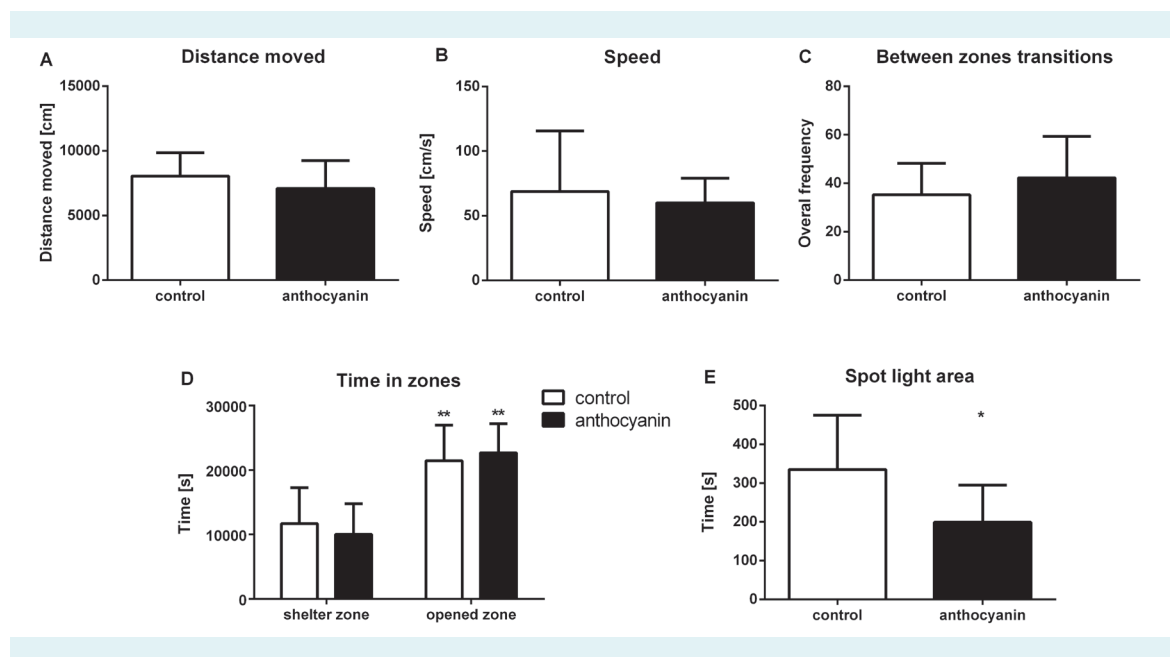 A
Distance moved
Distance moved [cm]
15000
10000
5000
0
control
anthocyanin
B
Speed
Speed [cm/s]
150
100
50
0
control
anthocyanin
C
Between zones transitions
Overal frequency
80
60
40
20
0
control
anthocyanin
D
Time in zones
Time [s]
30000
20000
10000
0
**
**
shelter zone
opened zone
control
anthocyanin
E
Spot light area
Time [s]
500
400
300
200
100
0
*
control
anthocyanin